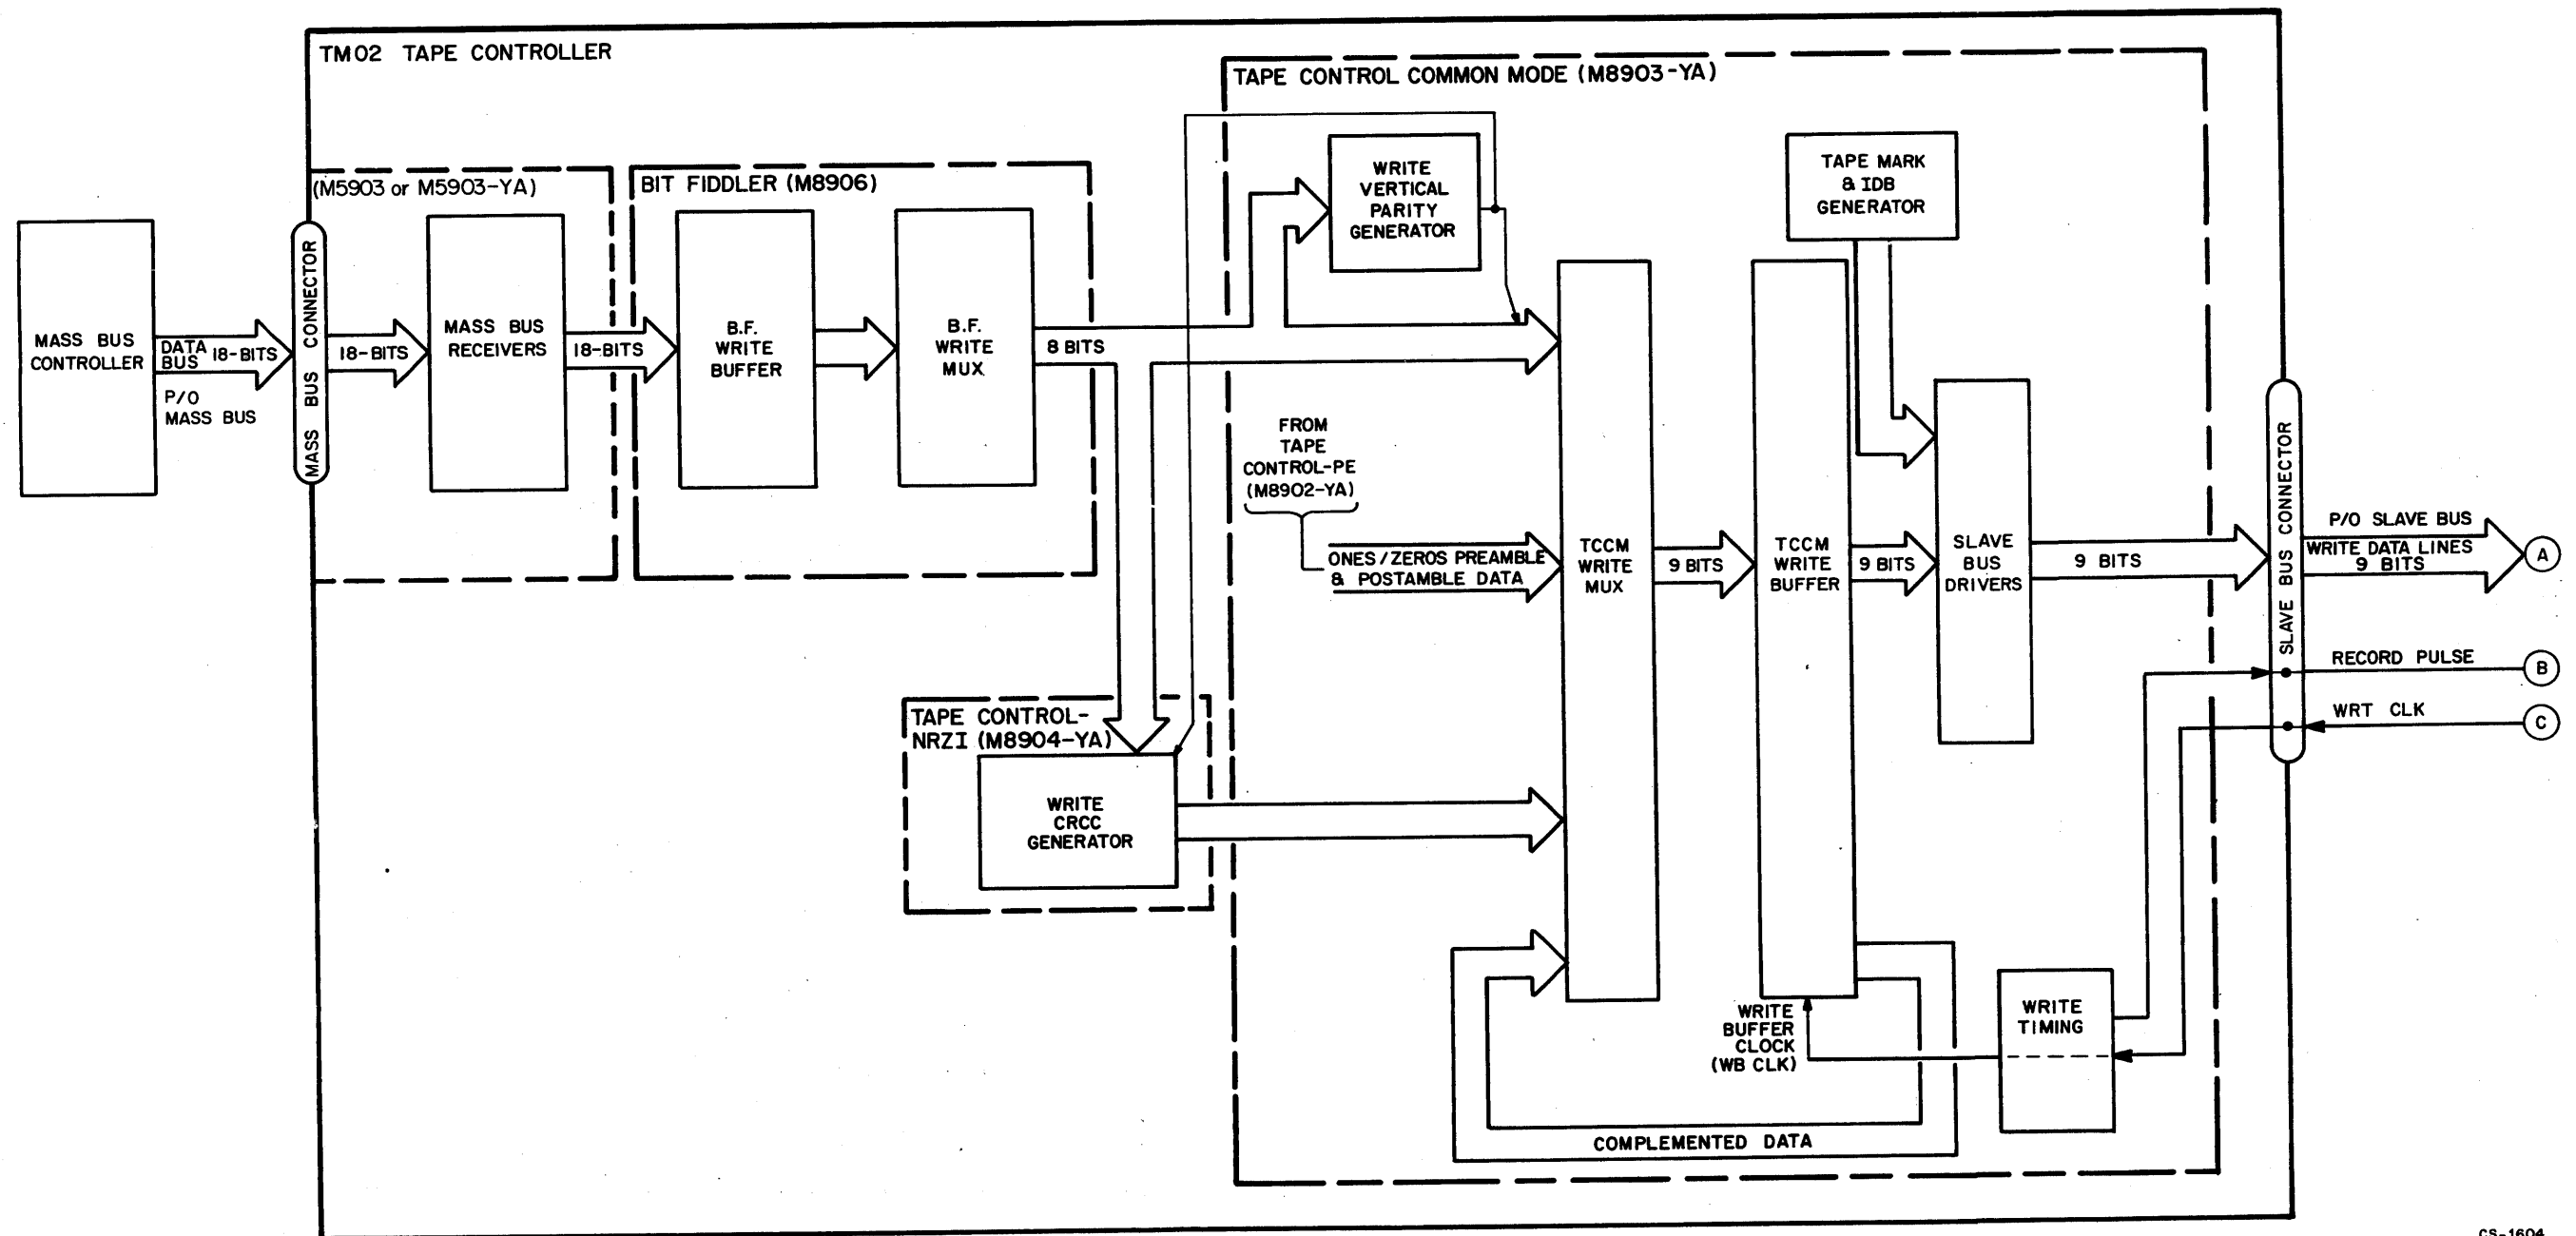 TM02 TAPE CONTROLLER
TAPE CONTROL COMMON MODE (M8903-YA)
(M5903 or M5903-YA)
BIT FIDDLER (M8906)
MASS BUS
CONTROLLER
DATA
BUS
18-BITS
P/O
MASS BUS
MASS BUS CONNECTOR
18-BITS
MASS BUS
RECEIVERS
18-BITS
B.F.
WRITE
BUFFER
B.F.
WRITE
MUX
8 BITS
WRITE
VERTICAL
PARITY
GENERATOR
TAPE MARK
& IDB
GENERATOR
FROM
TAPE
CONTROL-PE
(M8902-YA)
ONES/ZEROS PREAMBLE
& POSTAMBLE DATA
TCCM
WRITE
MUX
9 BITS
TCCM
WRITE
BUFFER
9 BITS
SLAVE
BUS
DRIVERS
9 BITS
SLAVE BUS CONNECTOR
P/O SLAVE BUS
WRITE DATA LINES
9 BITS
A
RECORD PULSE
B
WRT CLK
C
TAPE CONTROL-
NRZI (M8904-YA)
WRITE
CRCC
GENERATOR
WRITE
BUFFER
CLOCK
(WB CLK)
WRITE
TIMING
COMPLEMENTED DATA
CS-1604